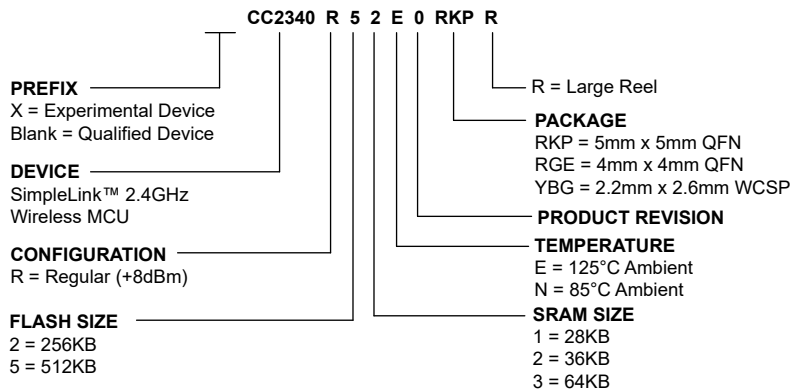 CC2340 R 5 2 E 0 RKP R
PREFIX
X = Experimental Device
Blank = Qualified Device
DEVICE
SimpleLink™ 2.4GHz
Wireless MCU
CONFIGURATION
R = Regular (+8dBm)
FLASH SIZE
2 = 256KB
5 = 512KB
R = Large Reel
PACKAGE
RKP = 5mm x 5mm QFN
RGE = 4mm x 4mm QFN
YBG = 2.2mm x 2.6mm WCSP
PRODUCT REVISION
TEMPERATURE
E = 125°C Ambient
N = 85°C Ambient
SRAM SIZE
1 = 28KB
2 = 36KB
3 = 64KB